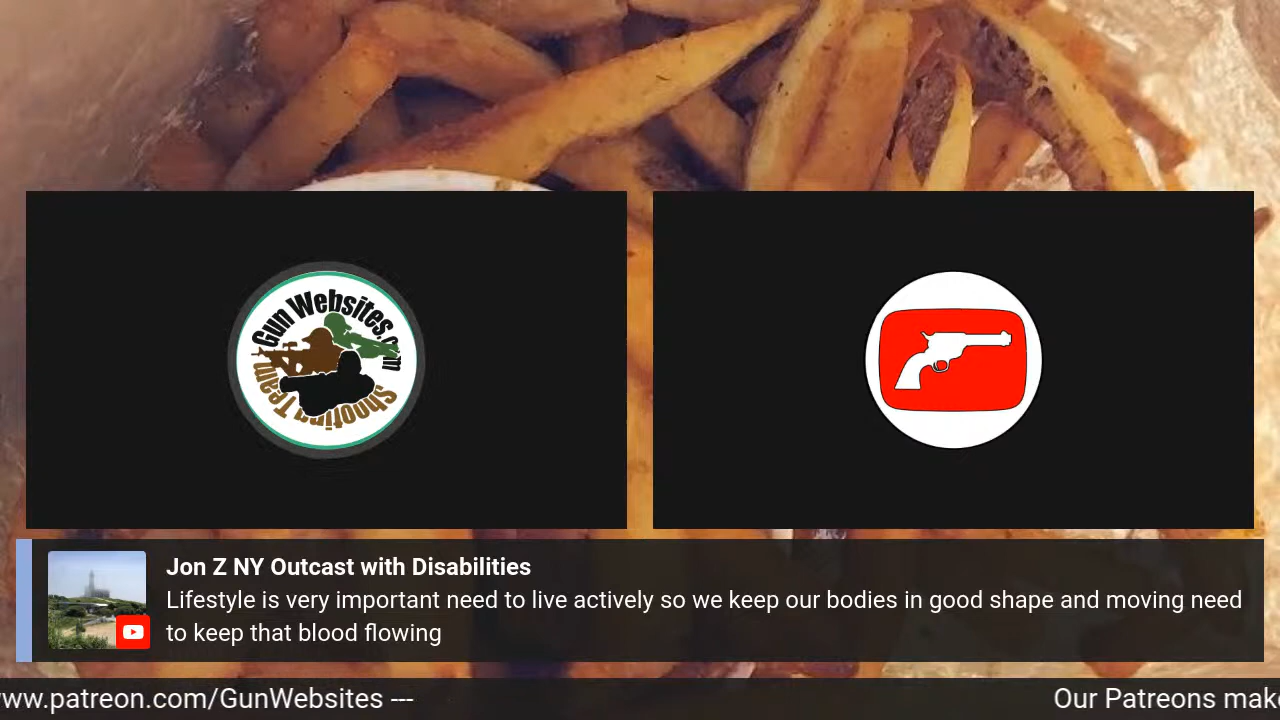 Gun Websites.com
Shooting Team
Jon Z NY Outcast with Disabilities
Lifestyle is very important need to live actively so we keep our bodies in good shape and moving need
to keep that blood flowing
www.patreon.com/GunWebsites --- Our Patreons make